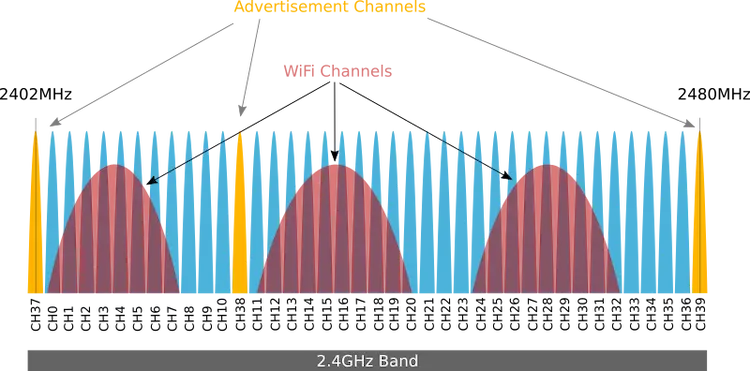 Advertisement Channels
WiFi Channels
2402MHz
2480MHz
CH37
CH0
CH1
CH2
CH3
CH4
CH5
CH6
CH7
CH8
CH9
CH10
CH38
CH11
CH12
CH13
CH14
CH15
CH16
CH17
CH18
CH19
CH20
CH21
CH22
CH23
CH24
CH25
CH26
CH27
CH28
CH29
CH30
CH31
CH32
CH33
CH34
CH35
CH36
CH39
2.4GHz Band